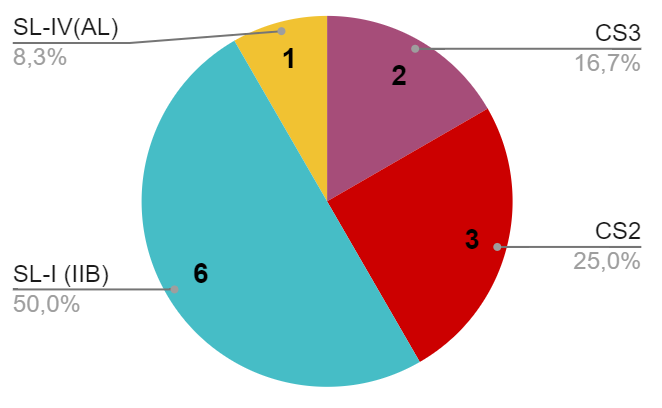 SL-IV(AL)
8,3%
1
CS3
16,7%
2
CS2
25,0%
3
SL-I (IIB)
50,0%
6